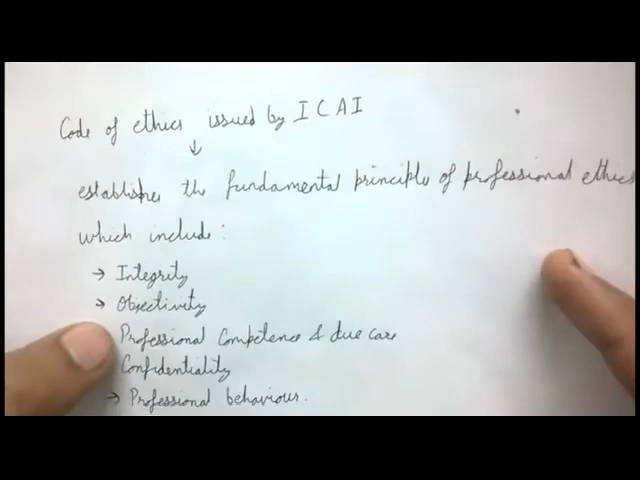 Code of ethics issued by ICAI
↓
establishes the fundamental principle of professional ethics
which include:
→ Integrity
→ Objectivity
Professional Competence & due care
Confidentiality
→ Professional behaviour.